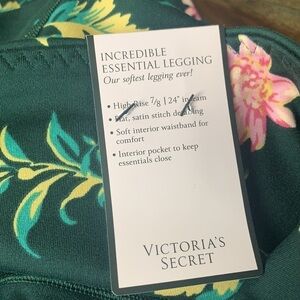 INCREDIBLE
ESSENTIAL LEGGING
Our softest legging ever!
• High Rise 7/8 | 24" inseam
• Flat, satin stitch detailing
• Soft interior waistband for
comfort
• Interior pocket to keep
essentials close
VICTORIA'S
SECRET